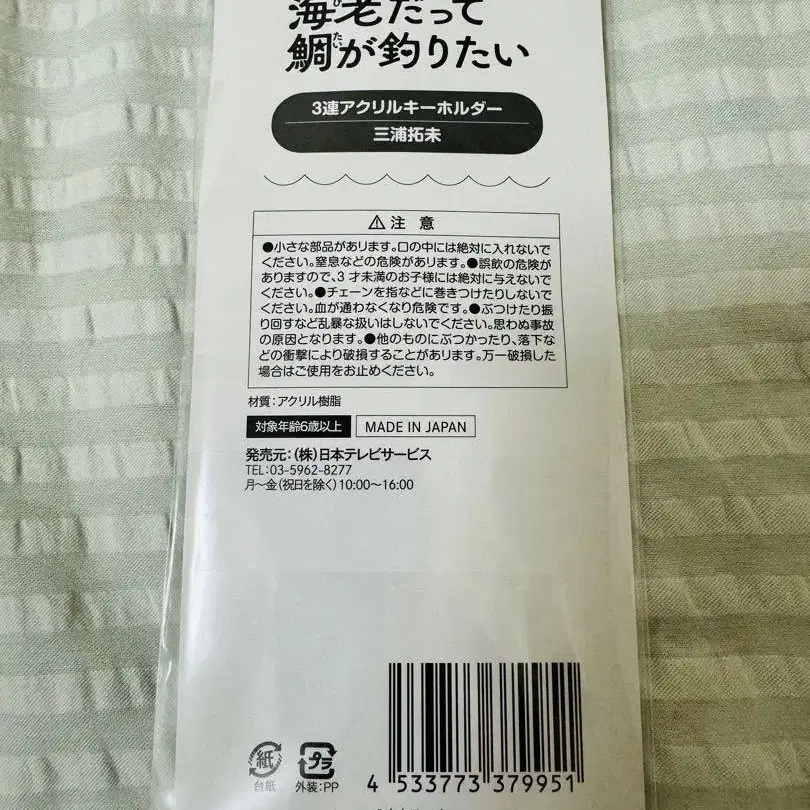 海老だって
鯛が釣りたい
たい
3連アクリルキーホルダー
三浦拓未
⚠注 意
●小さな部品があります。口の中には絶対に入れないで
ください。窒息などの危険があります。●誤飲の危険が
ありますので、3 才未満のお子様には絶対に与えないで
ください。●チェーンを指などに巻きつけたりしないで
ください。血が通わなくなり危険です。●ぶつけたり振
り回すなど乱暴な扱いはしないでください。思わぬ事故
の原因となります。●他のものにぶつかったり、落下な
どの衝撃により破損することがあります。万一破損した
場合はご使用をお止めください。
材質：アクリル樹脂
対象年齢6歳以上 MADE IN JAPAN
発売元：(株)日本テレビサービス
TEL：03-5962-8277
月〜金(祝日を除く)10:00〜16:00
紙 プラ
台紙 外装：PP
4 533773 379951